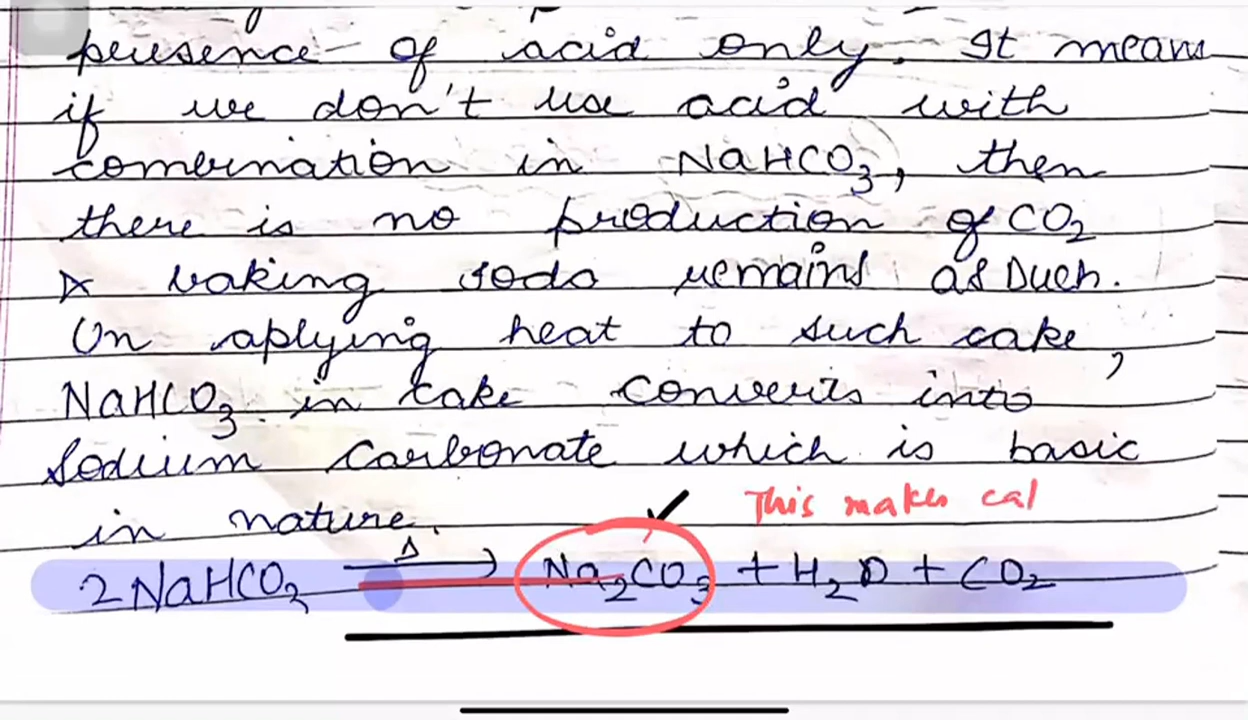 presence of acid only. It means
if we don't use acid with
combination in NaHCO₃, then
there is no production of CO₂
baking soda remains as such.
On aplying heat to such cake,
NaHCO₃ in cake converts into
Sodium Carbonate which is basic
in nature.
This makes cal
2NaHCO₃ Δ→ Na₂CO₃ + H₂O + CO₂